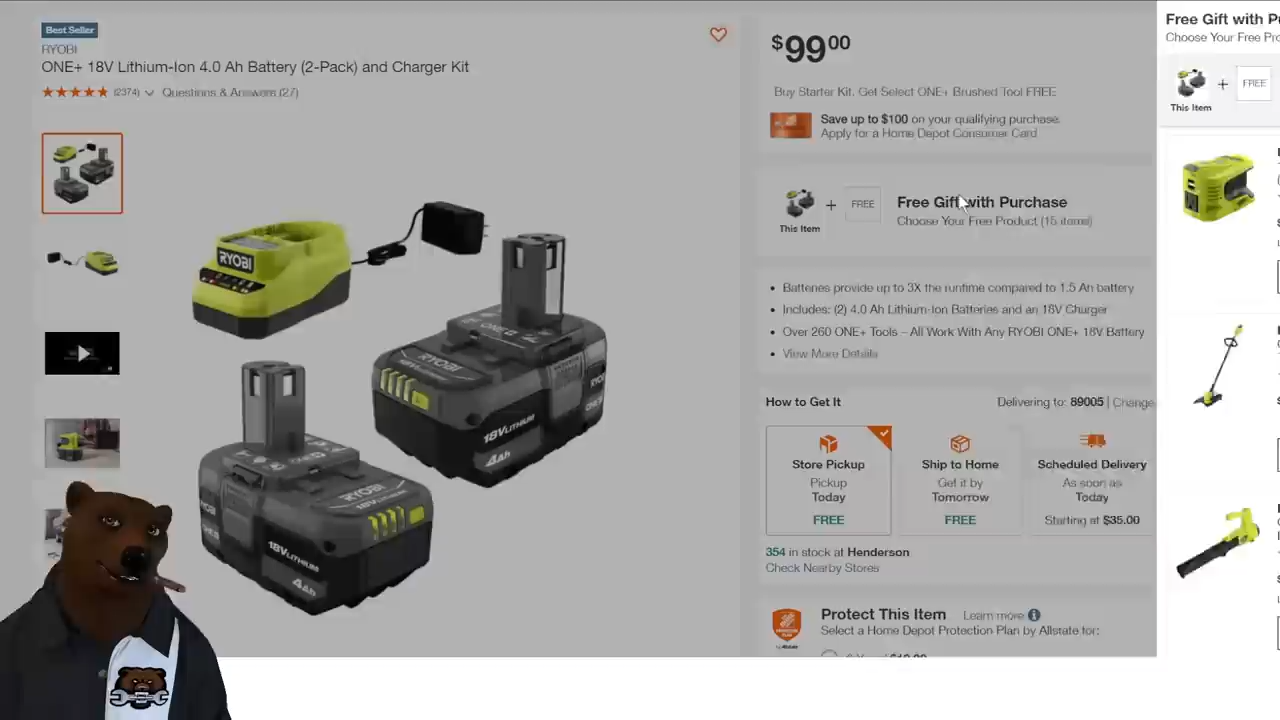 Best Seller
RYOBI
ONE+ 18V Lithium-Ion 4.0 Ah Battery (2-Pack) and Charger Kit
(2374)
Questions & Answers (27)
RYOBI
RYOBI
18V LITHIUM
4Ah
RYOBI
18V LITHIUM
4Ah
$99 00
Buy Starter Kit. Get Select ONE+ Brushed Tool FREE
Save up to $100 on your qualifying purchase.
Apply for a Home Depot Consumer Card
This Item
+
FREE
Free Gift with Purchase
Choose Your Free Product (15 items)
Batteries provide up to 3X the runtime compared to 1.5 Ah battery
Includes: (2) 4.0 Ah Lithium-Ion Batteries and an 18V Charger
Over 260 ONE+ Tools – All Work With Any RYOBI ONE+ 18V Battery
View More Details
How to Get It
Delivering to: 89005 | Change
Store Pickup
Pickup
Today
FREE
Ship to Home
Get it by
Tomorrow
FREE
Scheduled Delivery
As soon as
Today
Starting at $35.00
354 in stock at Henderson
Check Nearby Stores
Protect This Item
Learn more
Select a Home Depot Protection Plan by Allstate for:
Free Gift with
Choose Your Free
This Item
+
FREE